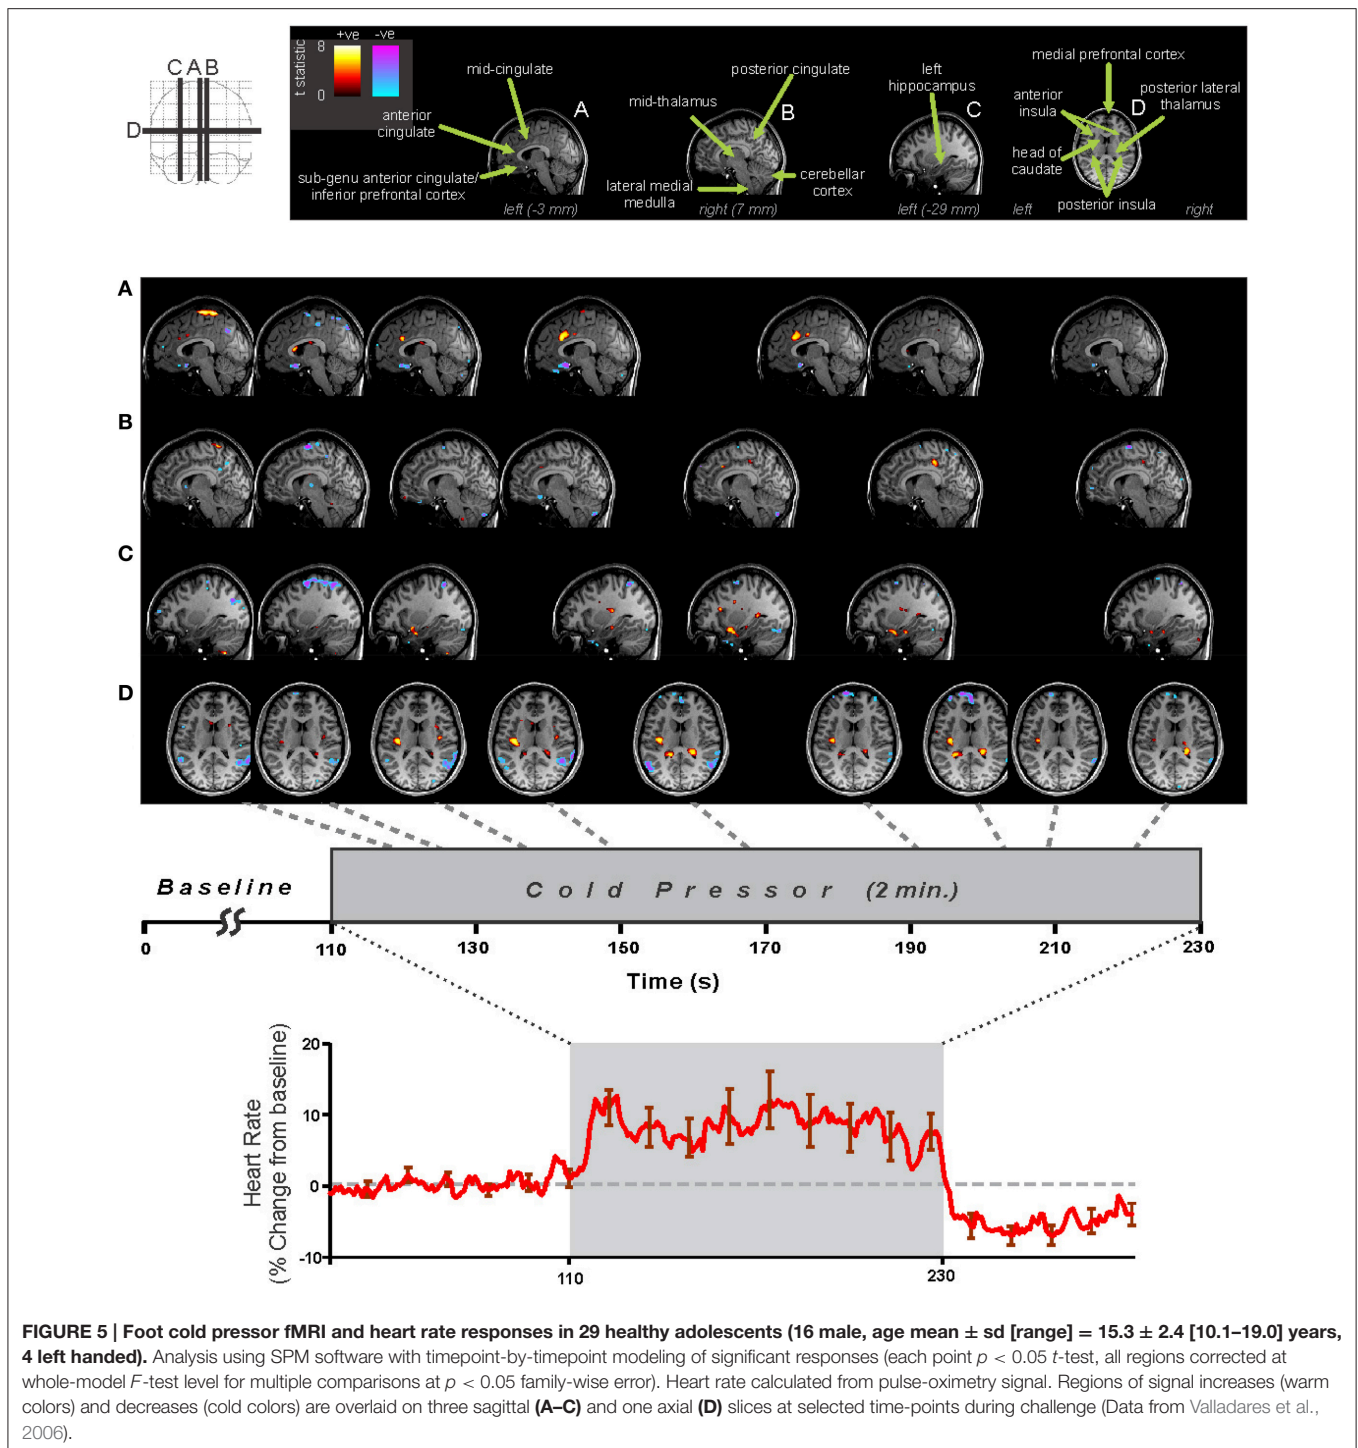 C A B
D
+ve -ve
t statistic
8
0
mid-cingulate
anterior
cingulate
sub-genu anterior cingulate/
inferior prefrontal cortex
A
left (-3 mm)
posterior cingulate
mid-thalamus
B
lateral medial
medulla
cerebellar
cortex
right (7 mm)
left
hippocampus
C
left (-29 mm)
medial prefrontal cortex
anterior
insula
D
posterior lateral
thalamus
head of
caudate
posterior insula
left
right
A
B
C
D
Baseline
Cold Pressor (2 min.)
0 110 130 150 170 190 210 230
Time (s)
Heart Rate
(% Change from baseline)
20
10
0
-10
110 230
FIGURE 5 | Foot cold pressor fMRI and heart rate responses in 29 healthy adolescents (16 male, age mean ± sd [range] = 15.3 ± 2.4 [10.1–19.0] years,
4 left handed). Analysis using SPM software with timepoint-by-timepoint modeling of significant responses (each point p < 0.05 t-test, all regions corrected at
whole-model F-test level for multiple comparisons at p < 0.05 family-wise error). Heart rate calculated from pulse-oximetry signal. Regions of signal increases (warm
colors) and decreases (cold colors) are overlaid on three sagittal (A–C) and one axial (D) slices at selected time-points during challenge (Data from Valladares et al.,
2006).